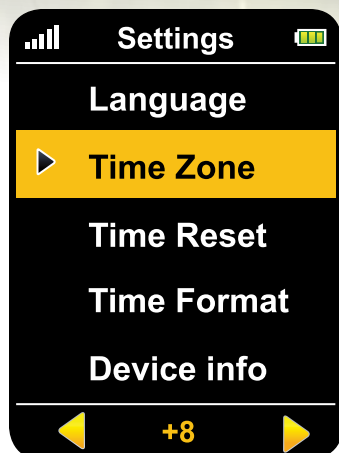 Settings
Language
Time Zone
Time Reset
Time Format
Device info
+8